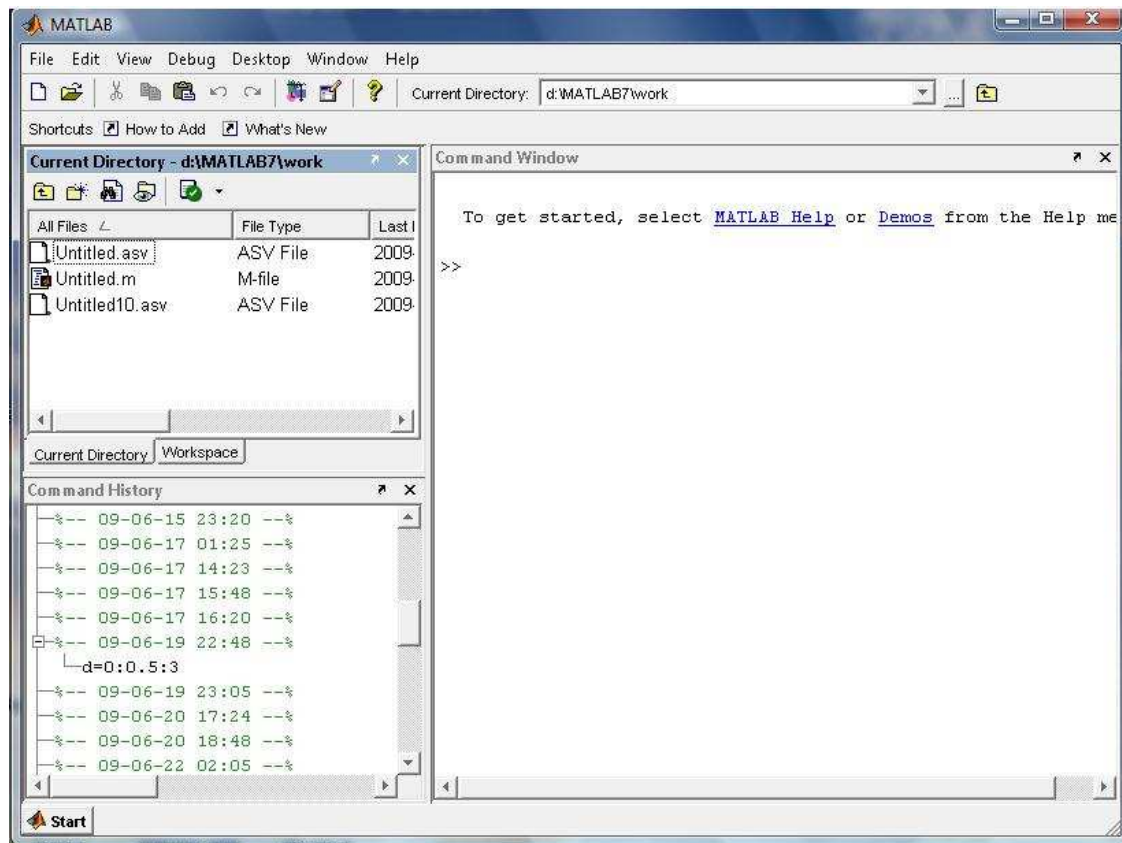 MATLAB
File Edit View Debug Desktop Window Help
Current Directory: d:\MATLAB7\work
Shortcuts How to Add What's New
Current Directory - d:\MATLAB7\work
All Files File Type Last
Untitled.asv ASV File 2009-
Untitled.m M-file 2009-
Untitled10.asv ASV File 2009-
Current Directory Workspace
Command History
%-- 09-06-15 23:20 --%
%-- 09-06-17 01:25 --%
%-- 09-06-17 14:23 --%
%-- 09-06-17 15:48 --%
%-- 09-06-17 16:20 --%
%-- 09-06-19 22:48 --%
d=0:0.5:3
%-- 09-06-19 23:05 --%
%-- 09-06-20 17:24 --%
%-- 09-06-20 18:48 --%
%-- 09-06-22 02:05 --%
Command Window
To get started, select MATLAB Help or Demos from the Help me
>>
Start